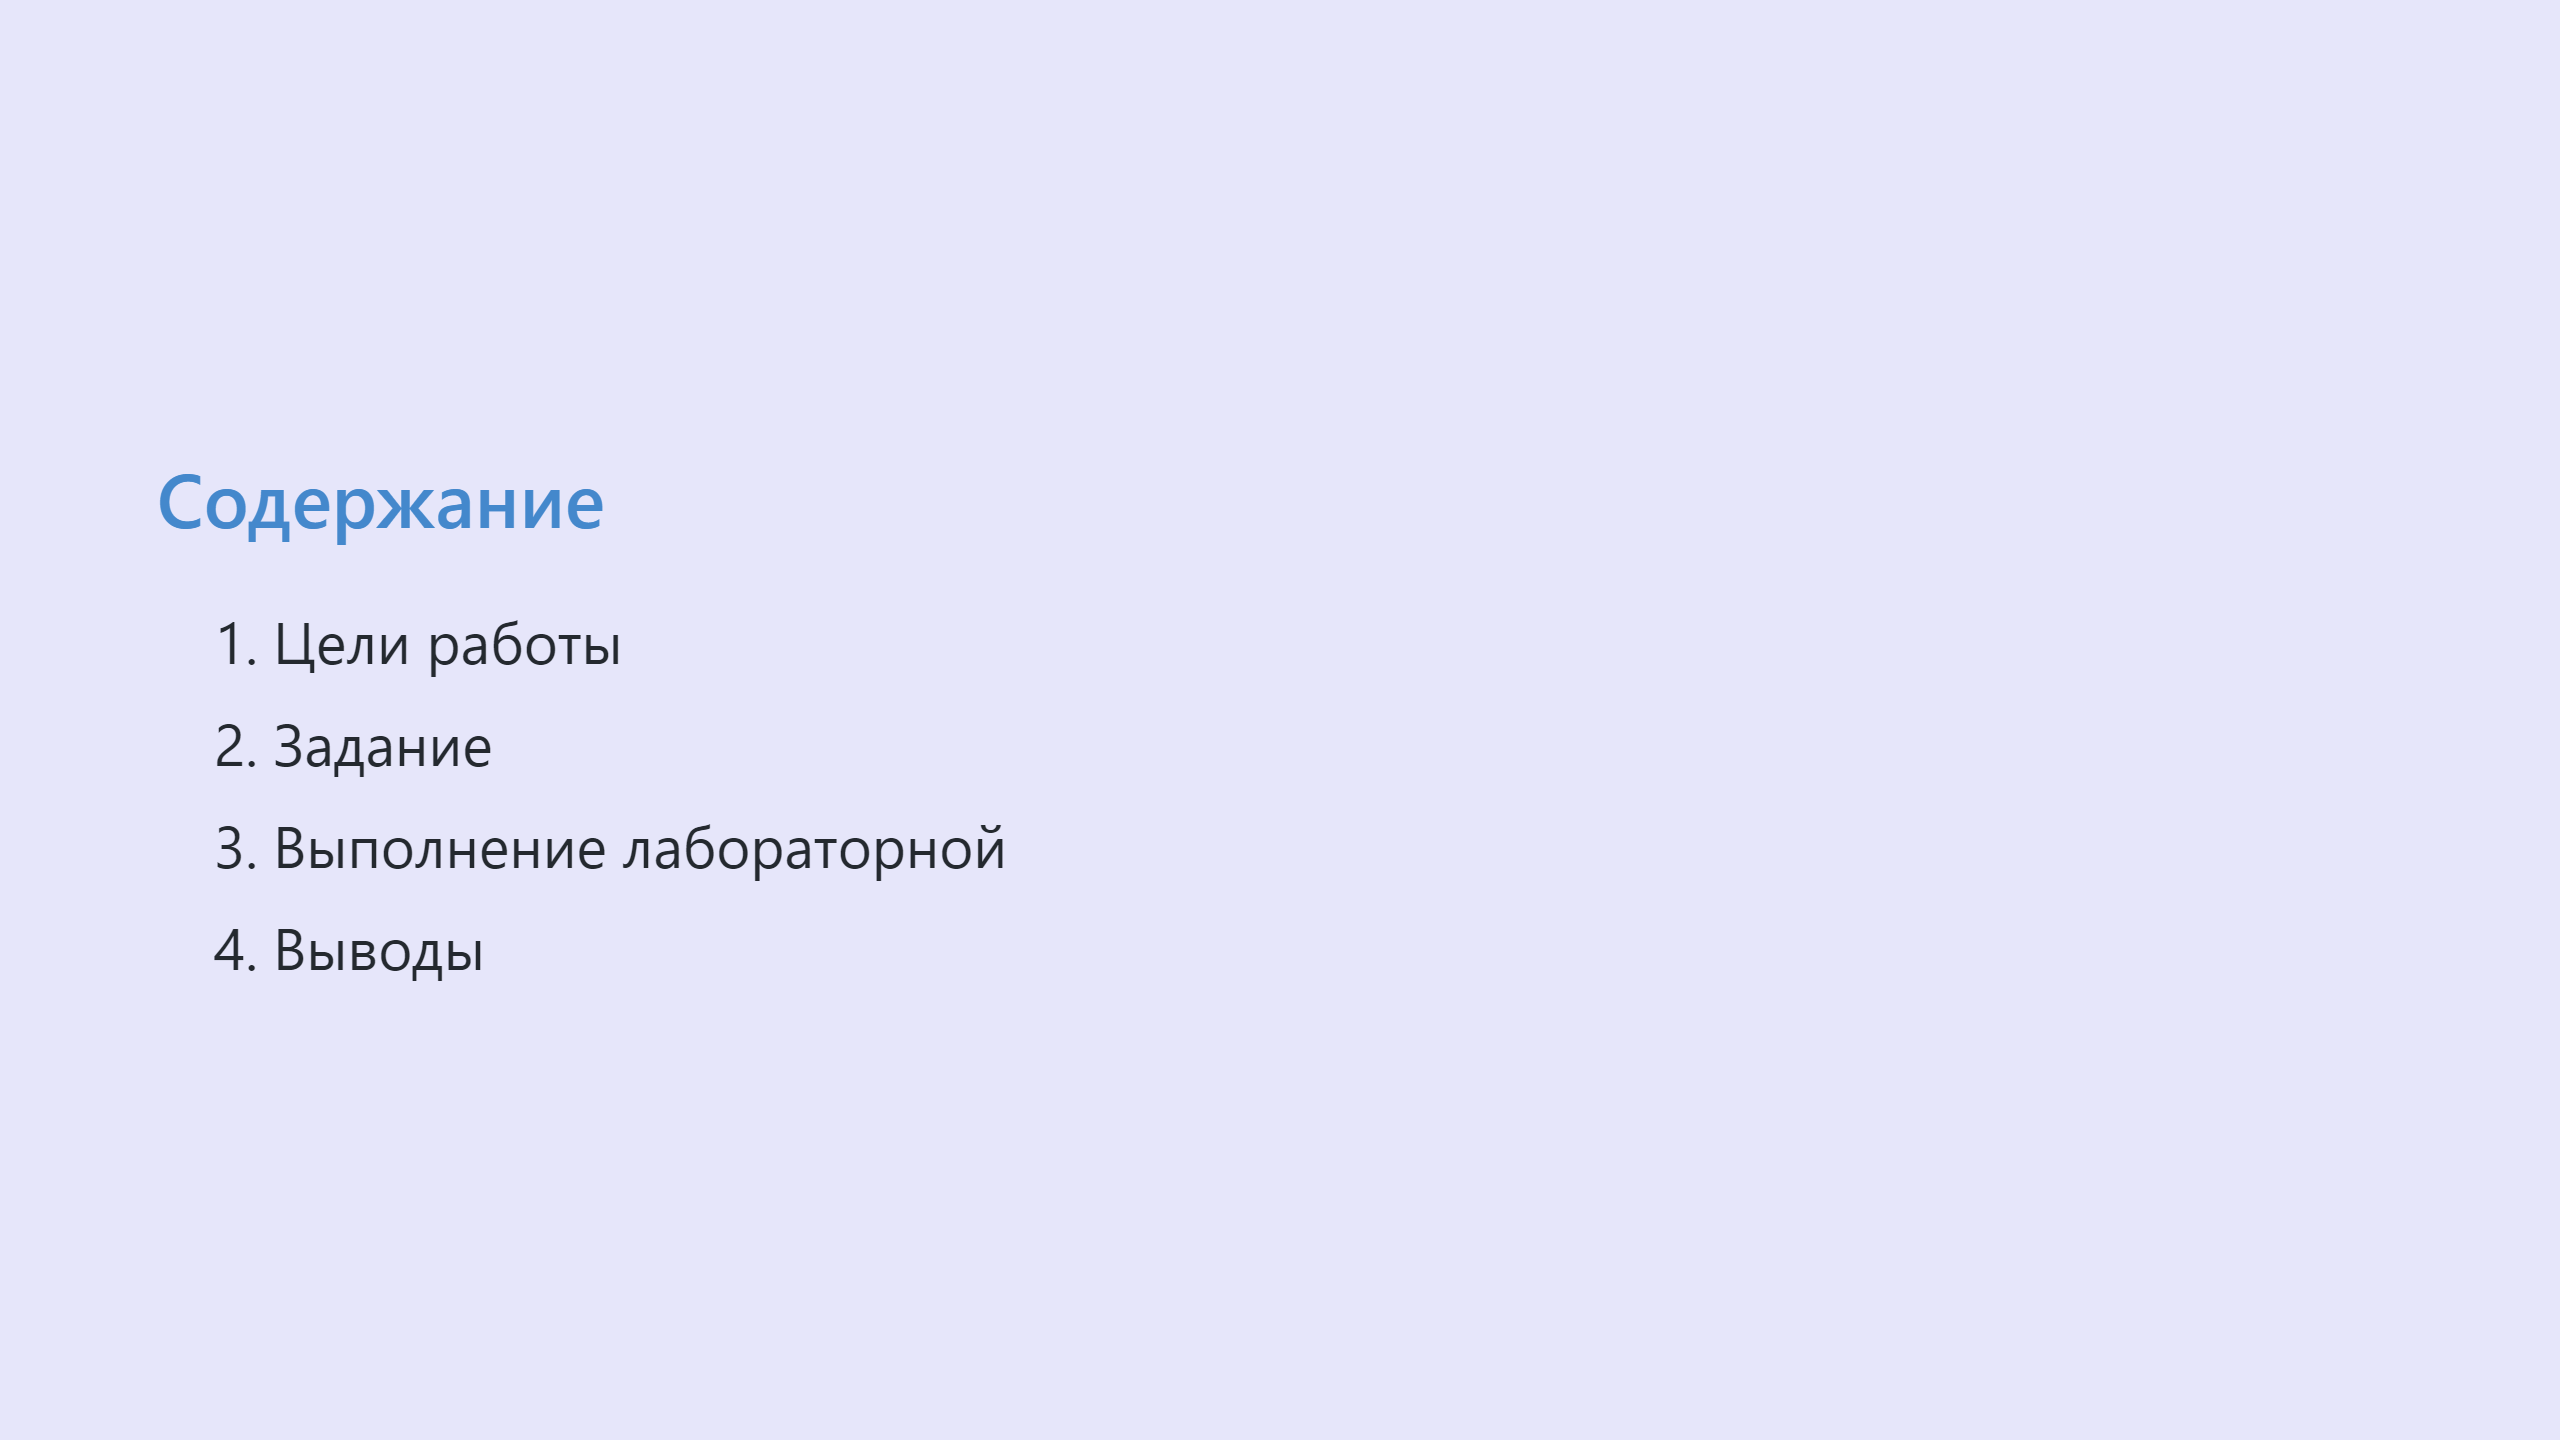 Содержание
1. Цели работы
2. Задание
3. Выполнение лабораторной
4. Выводы